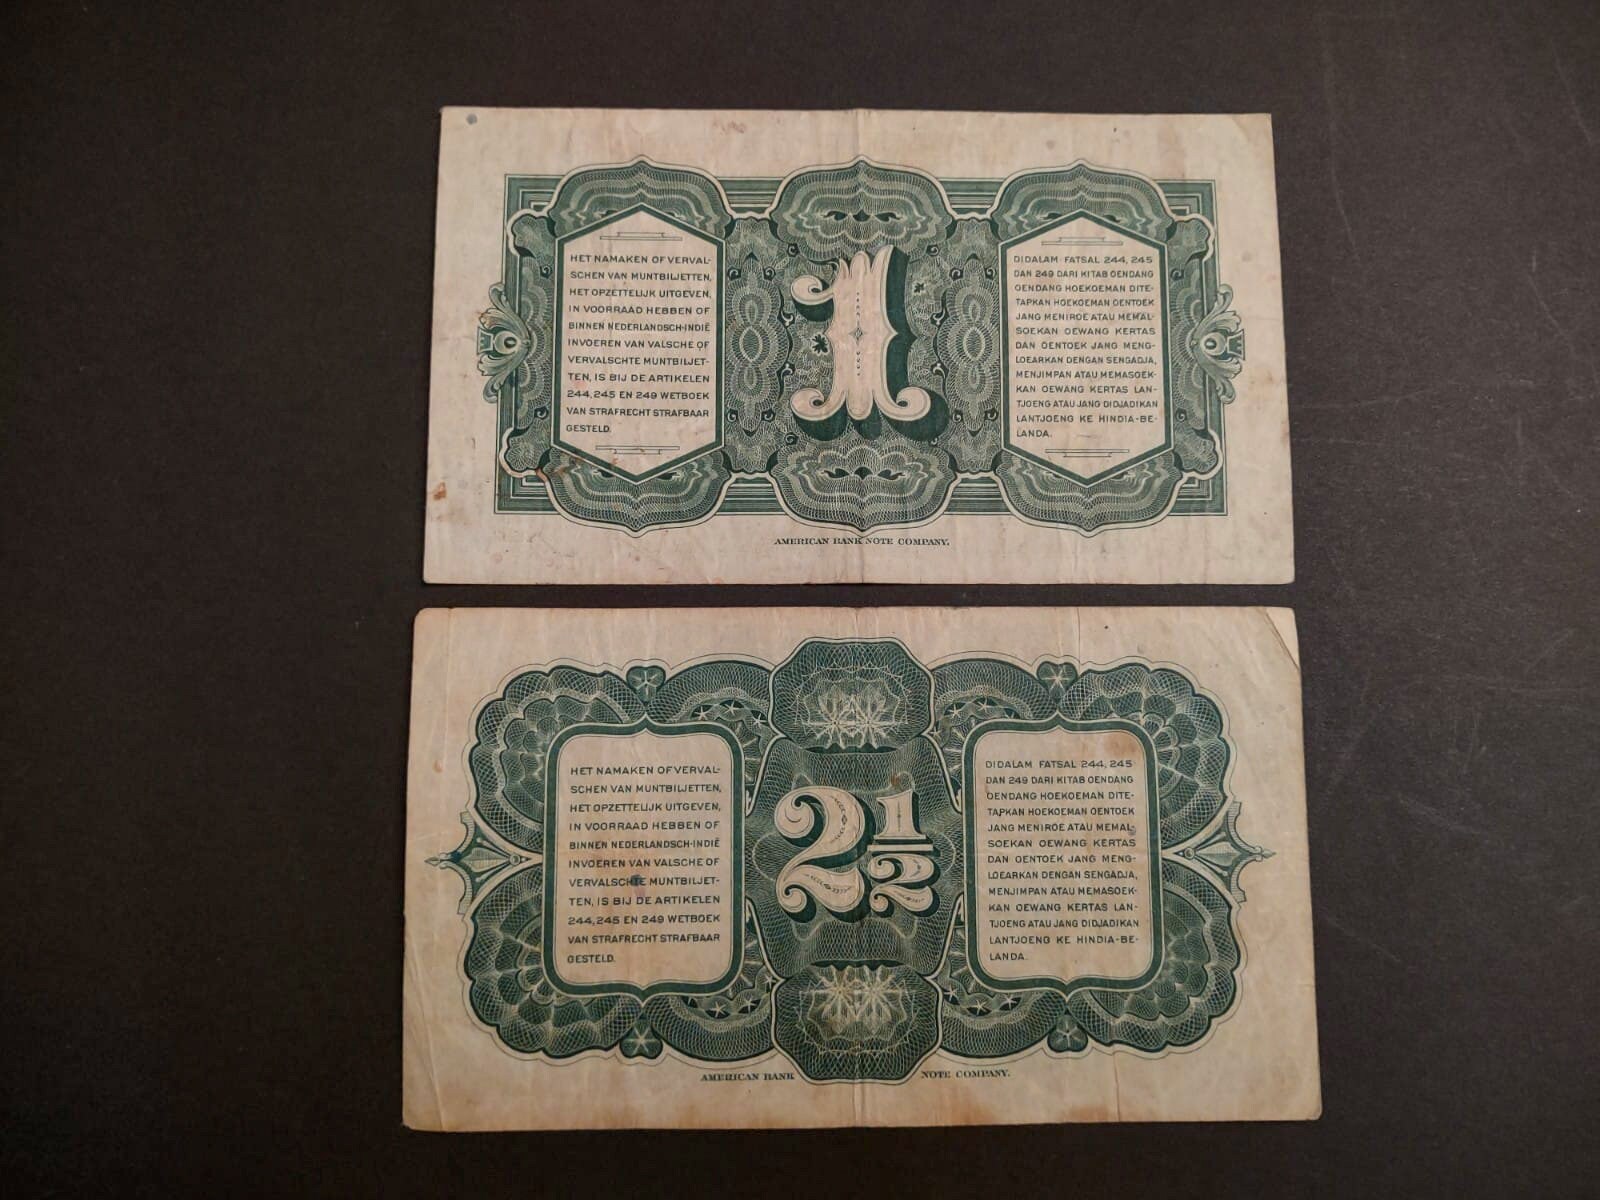 HET NAMAKEN OF VERVAL-
SCHEN VAN MUNTBILJETTEN,
HET OPZETTELIJK UITGEVEN,
IN VOORRAAD HEBBEN OF
BINNEN NEDERLANDSCH-INDIË
INVOEREN VAN VALSCHE OF
VERVALSCHTE MUNTBILJET-
TEN, IS BIJ DE ARTIKELEN
244, 245 EN 249 WETBOEK
VAN STRAFRECHT STRAFBAAR
GESTELD.
1
DIDALAM FATSAL 244, 245
DAN 249 DARI KITAB OENDANG
OENDANG HOEKOEMAN DITE-
TAPKAN HOEKOEMAN OENTOEK
JANG MENIROE ATAU MEMAL-
SOEKAN OEWANG KERTAS
DAN OENTOEK JANG MENG-
LOEARKAN DENGAN SENGADJA,
MENJIMPAN ATAU MEMASOEK-
KAN OEWANG KERTAS LAN-
TJOENG ATAU JANG DIDJADIKAN
LANTJOENG KE HINDIA-BE-
LANDA.
AMERICAN BANK NOTE COMPANY.
HET NAMAKEN OF VERVAL-
SCHEN VAN MUNTBILJETTEN,
HET OPZETTELIJK UITGEVEN,
IN VOORRAAD HEBBEN OF
BINNEN NEDERLANDSCH-INDIË
INVOEREN VAN VALSCHE OF
VERVALSCHTE MUNTBILJET-
TEN, IS BIJ DE ARTIKELEN
244, 245 EN 249 WETBOEK
VAN STRAFRECHT STRAFBAAR
GESTELD.
2 1/2
DIDALAM FATSAL 244, 245
DAN 249 DARI KITAB OENDANG
OENDANG HOEKOEMAN DITE-
TAPKAN HOEKOEMAN OENTOEK
JANG MENIROE ATAU MEMAL-
SOEKAN OEWANG KERTAS
DAN OENTOEK JANG MENG-
LOEARKAN DENGAN SENGADJA,
MENJIMPAN ATAU MEMASOEK-
KAN OEWANG KERTAS LAN-
TJOENG ATAU JANG DIDJADIKAN
LANTJOENG KE HINDIA-BE-
LANDA.
AMERICAN BANK NOTE COMPANY.